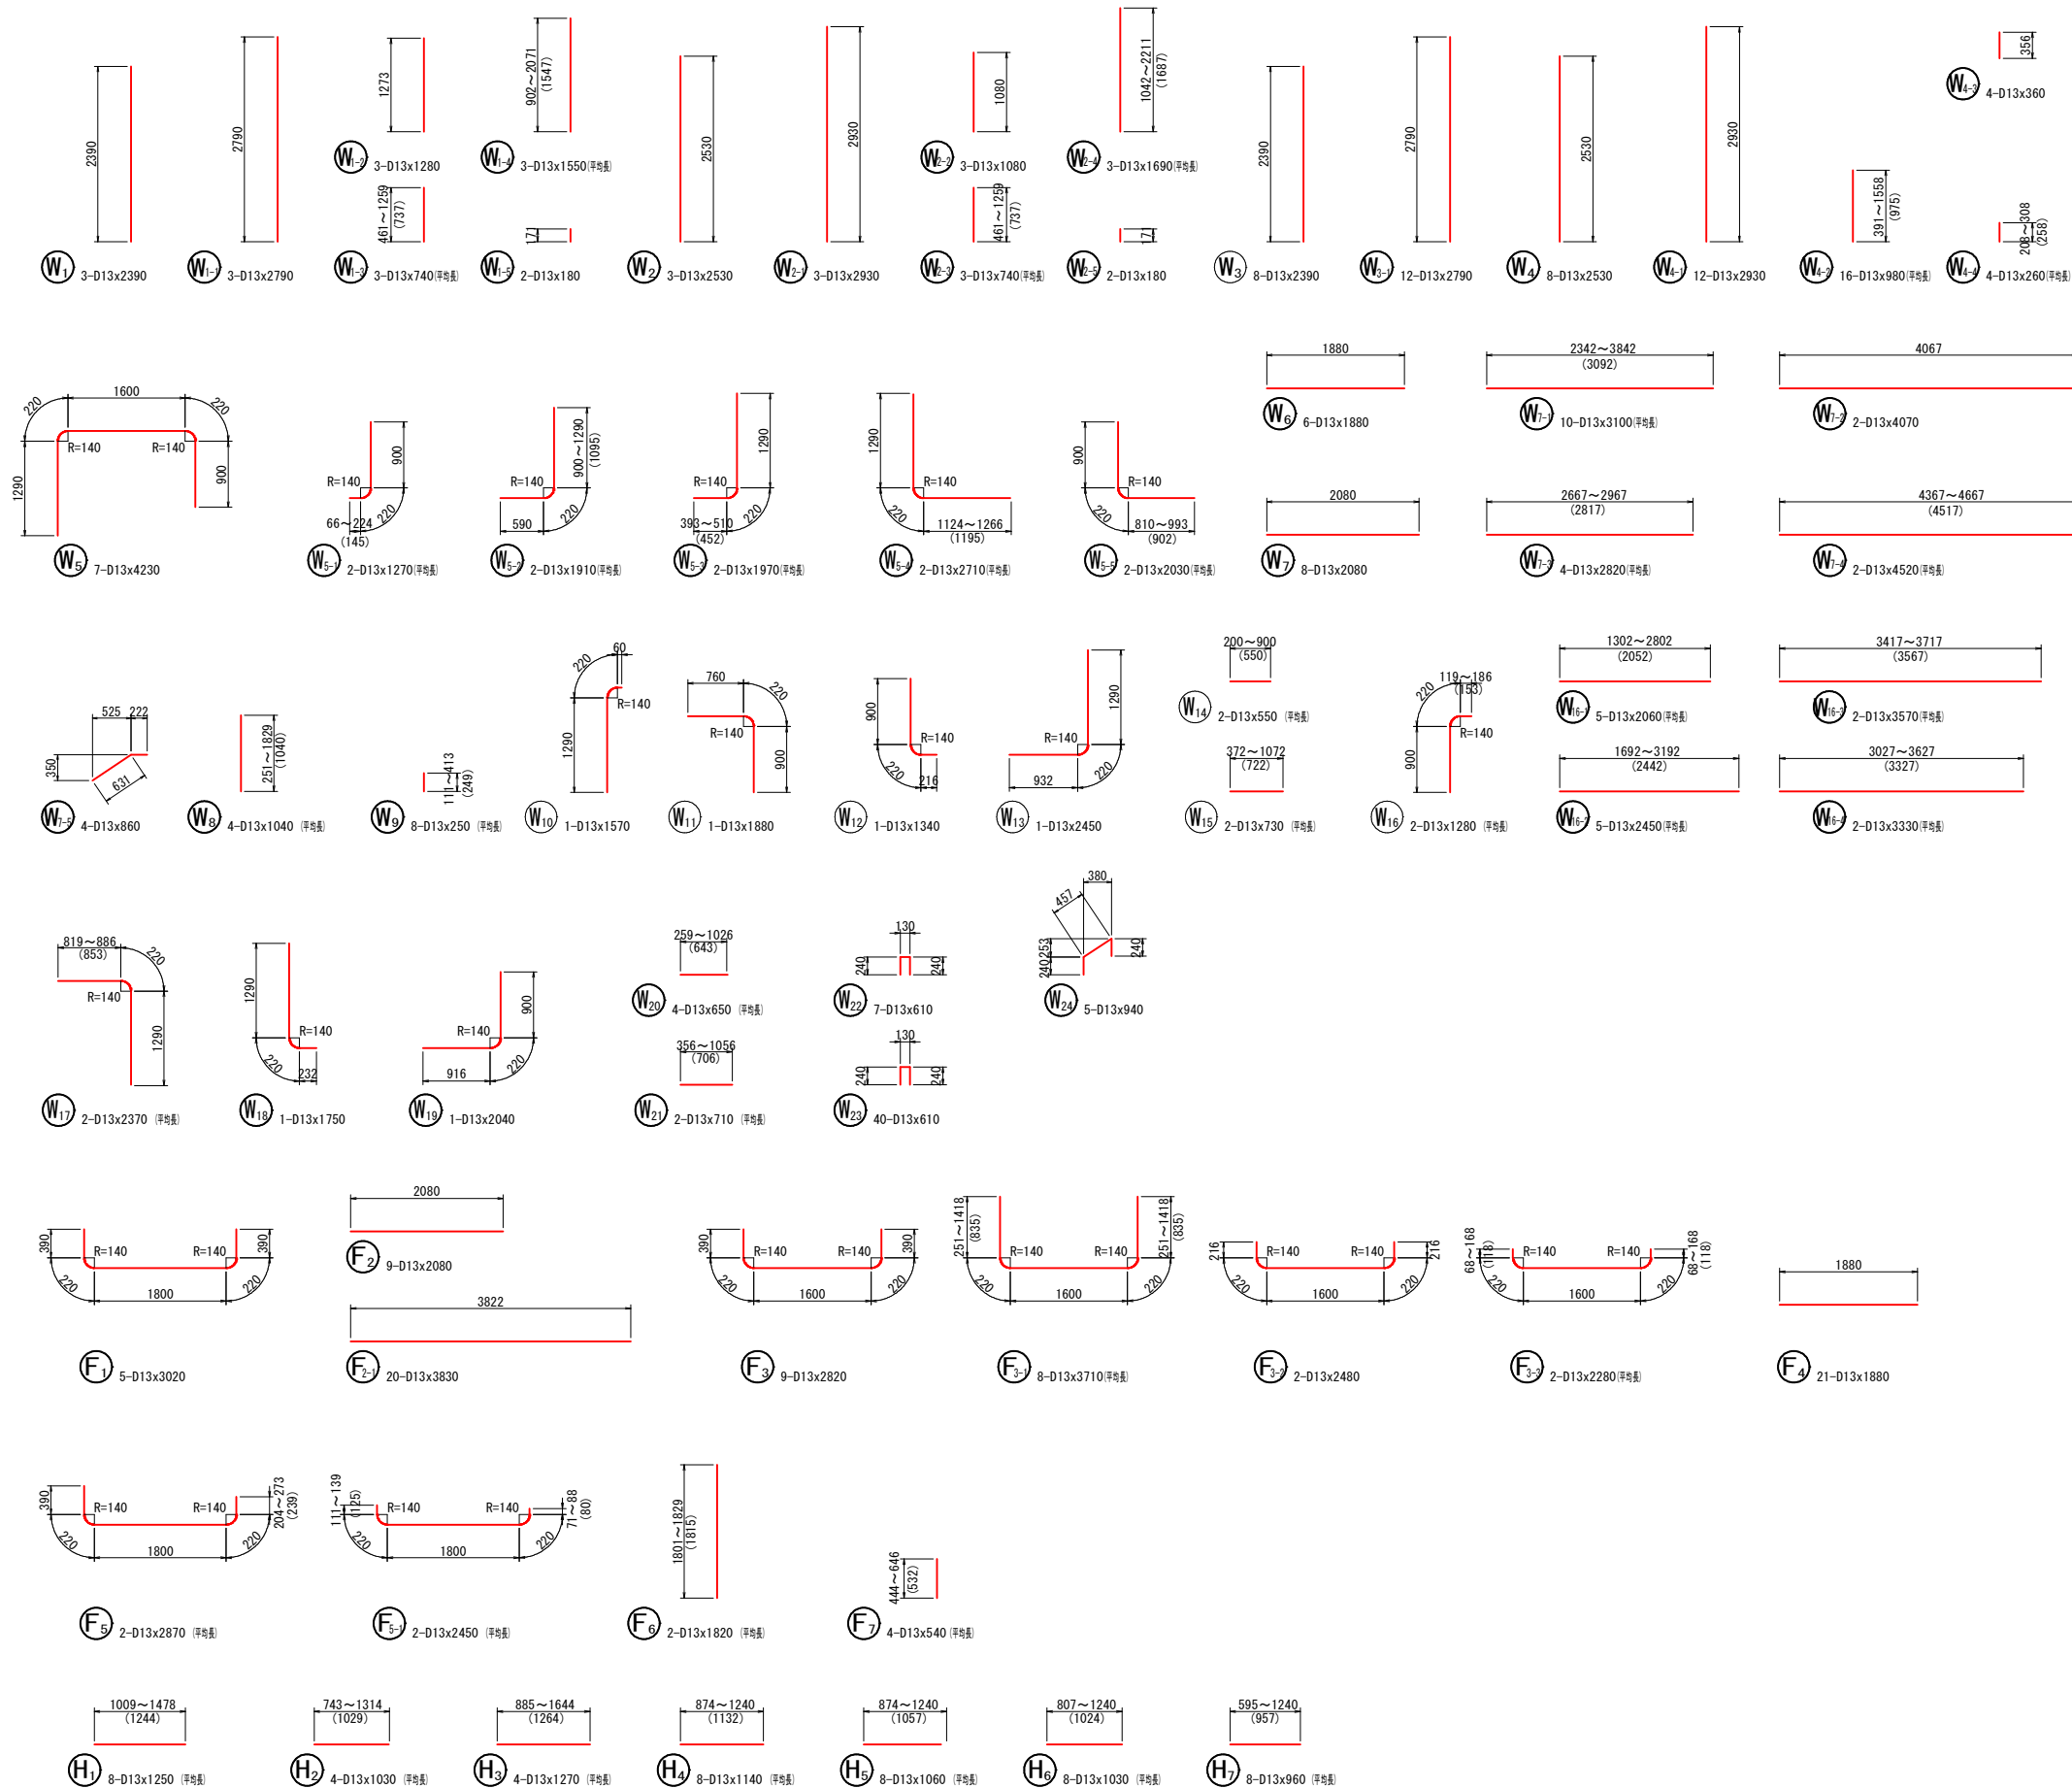 2390
W1 3-D13x2390
2790
W1-1 3-D13x2790
1273
W1-2 3-D13x1280
461～1259
(737)
W1-3 3-D13x740(平均長)
902～2071
(1547)
W1-4 3-D13x1550(平均長)
171
W1-5 2-D13x180
2530
W2 3-D13x2530
2930
W2-1 3-D13x2930
1080
W2-2 3-D13x1080
461～1259
(737)
W2-3 3-D13x740(平均長)
1042～2211
(1687)
W2-4 3-D13x1690(平均長)
171
W2-5 2-D13x180
2390
W3 8-D13x2390
2790
W3-1 12-D13x2790
2530
W4 8-D13x2530
2930
W4-1 12-D13x2930
391～1558
(975)
W4-2 16-D13x980(平均長)
356
W4-3 4-D13x360
208～308
(258)
W4-4 4-D13x260(平均長)
1600
220 220
R=140 R=140
1290 900
W5 7-D13x4230
900
R=140
220
66～224
(145)
W5-1 2-D13x1270(平均長)
900～1290
(1095)
R=140
220
590
W5-2 2-D13x1910(平均長)
1290
R=140
220
393～510
(452)
W5-3 2-D13x1970(平均長)
1290
R=140
220
1124～1266
(1195)
W5-4 2-D13x2710(平均長)
900
R=140
220
810～993
(902)
W5-5 2-D13x2030(平均長)
1880
W6 6-D13x1880
2080
W7 8-D13x2080
2342～3842
(3092)
W7-1 10-D13x3100(平均長)
4067
W7-2 2-D13x4070
2667～2967
(2817)
W7-3 4-D13x2820(平均長)
4367～4667
(4517)
W7-4 2-D13x4520(平均長)
525 222
350
631
W7-5 4-D13x860
251～1829
(1040)
W8 4-D13x1040 (平均長)
111～413
(249)
W9 8-D13x250 (平均長)
60
220
R=140
1290
W10 1-D13x1570
760
220
R=140
900
W11 1-D13x1880
900
R=140
220
216
W12 1-D13x1340
1290
R=140
932
220
W13 1-D13x2450
200～900
(550)
W14 2-D13x550 (平均長)
372～1072
(722)
W15 2-D13x730 (平均長)
119～186
(153)
220
R=140
900
W16 2-D13x1280 (平均長)
1302～2802
(2052)
W16-1 5-D13x2060(平均長)
1692～3192
(2442)
W16-2 5-D13x2450(平均長)
3417～3717
(3567)
W16-3 2-D13x3570(平均長)
3027～3627
(3327)
W16-4 2-D13x3330(平均長)
819～886
(853)
220
R=140
1290
W17 2-D13x2370 (平均長)
1290
R=140
220
232
W18 1-D13x1750
900
R=140
916
220
W19 1-D13x2040
259～1026
(643)
W20 4-D13x650 (平均長)
356～1056
(706)
W21 2-D13x710 (平均長)
130
240 240
W22 7-D13x610
130
240 240
W23 40-D13x610
380
457
253
240
240
W24 5-D13x940
390 390
R=140 R=140
220 220
1800
F1 5-D13x3020
2080
F2 9-D13x2080
3822
F2-1 20-D13x3830
390 390
R=140 R=140
220 220
1600
F3 9-D13x2820
251～1418
(835)
251～1418
(835)
R=140 R=140
220 220
1600
F3-1 8-D13x3710(平均長)
216 216
R=140 R=140
220 220
1600
F3-2 2-D13x2480
68～168
(118)
68～168
(118)
R=140 R=140
220 220
1600
F3-3 2-D13x2280(平均長)
1880
F4 21-D13x1880
390
204～273
(239)
R=140 R=140
220 220
1800
F5 2-D13x2870 (平均長)
111～139
(125)
71～88
(80)
R=140 R=140
220 220
1800
F5-1 2-D13x2450 (平均長)
1801～1829
(1815)
F6 2-D13x1820 (平均長)
444～646
(532)
F7 4-D13x540 (平均長)
1009～1478
(1244)
H1 8-D13x1250 (平均長)
743～1314
(1029)
H2 4-D13x1030 (平均長)
885～1644
(1264)
H3 4-D13x1270 (平均長)
874～1240
(1132)
H4 8-D13x1140 (平均長)
874～1240
(1057)
H5 8-D13x1060 (平均長)
807～1240
(1024)
H6 8-D13x1030 (平均長)
595～1240
(957)
H7 8-D13x960 (平均長)